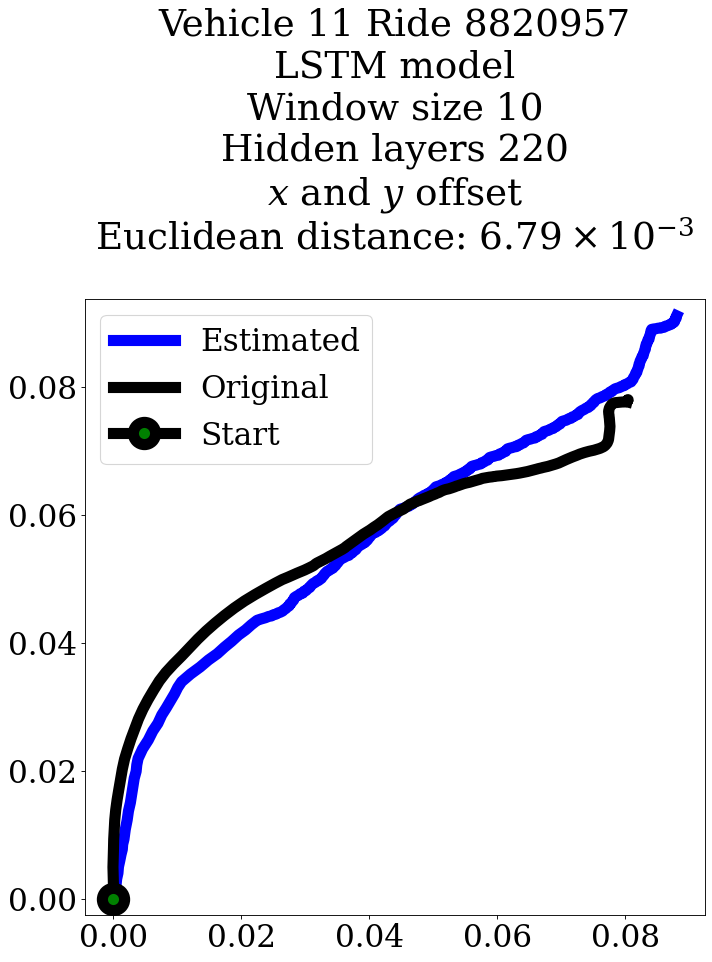 Vehicle 11 Ride 8820957
LSTM model
Window size 10
Hidden layers 220
x and y offset
Euclidean distance: 6.79 × 10⁻³
Estimated
Original
Start
0.08
0.06
0.04
0.02
0.00
0.00 0.02 0.04 0.06 0.08